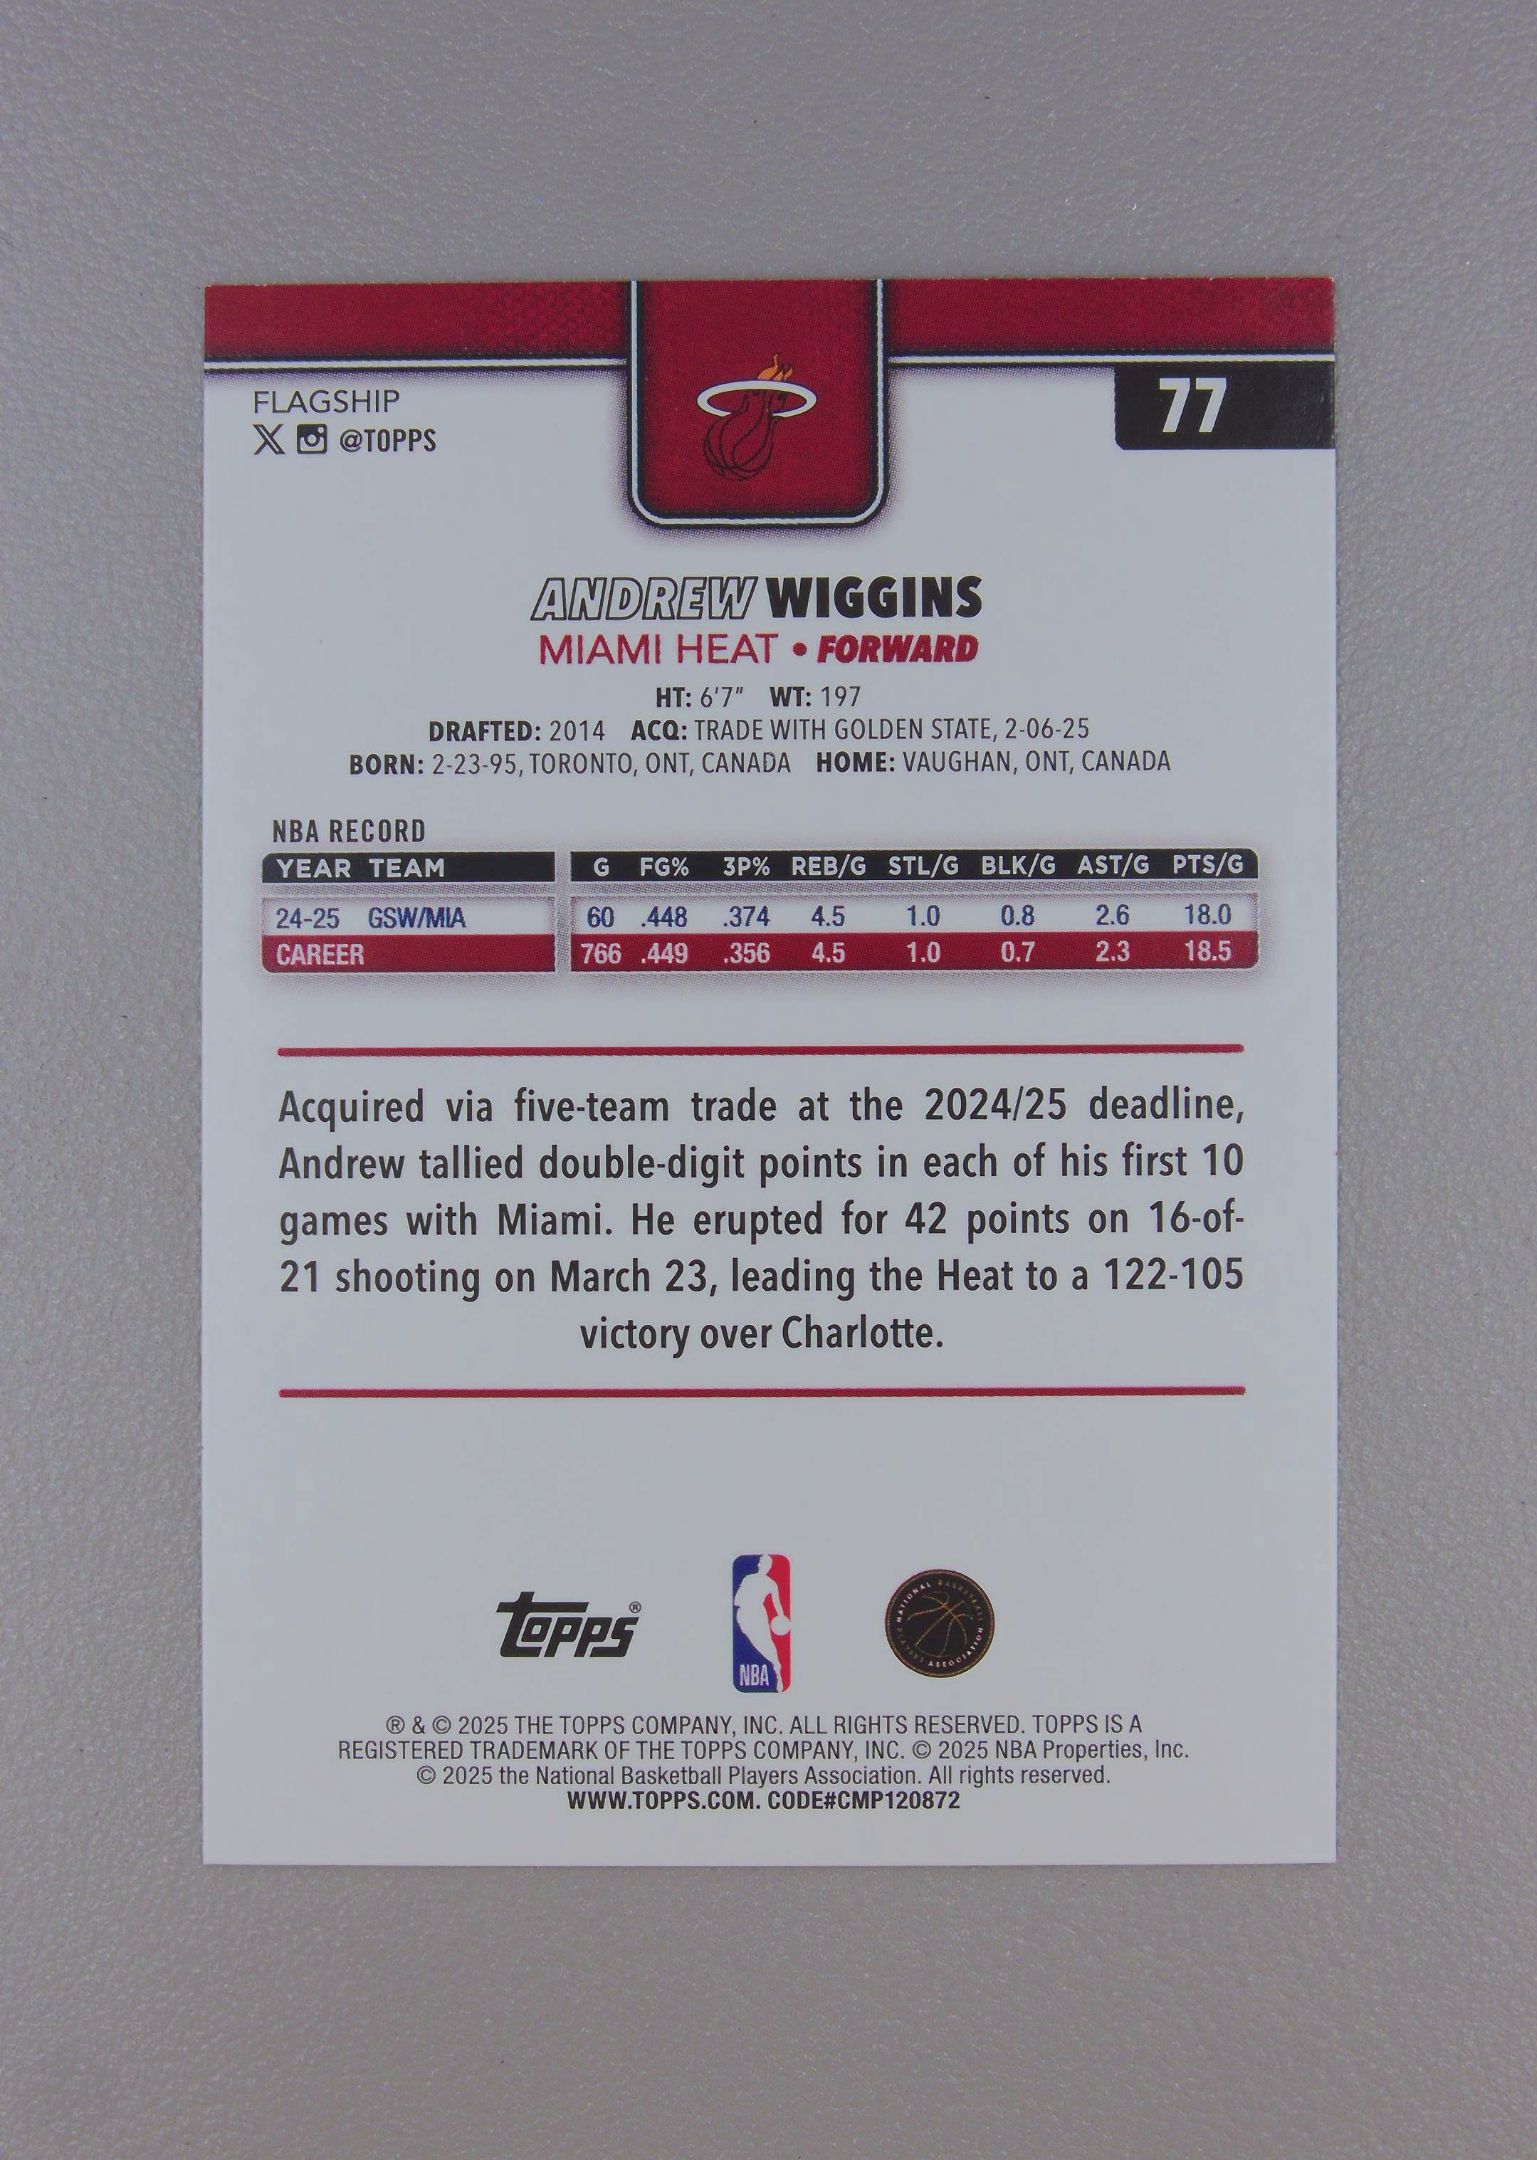 FLAGSHIP
@TOPPS
77
ANDREW WIGGINS
MIAMI HEAT • FORWARD
HT: 6'7" WT: 197
DRAFTED: 2014 ACQ: TRADE WITH GOLDEN STATE, 2-06-25
BORN: 2-23-95, TORONTO, ONT, CANADA HOME: VAUGHAN, ONT, CANADA
NBA RECORD
YEAR TEAM G FG% 3P% REB/G STL/G BLK/G AST/G PTS/G
24-25 GSW/MIA 60 .448 .374 4.5 1.0 0.8 2.6 18.0
CAREER 766 .449 .356 4.5 1.0 0.7 2.3 18.5
Acquired via five-team trade at the 2024/25 deadline,
Andrew tallied double-digit points in each of his first 10
games with Miami. He erupted for 42 points on 16-of-
21 shooting on March 23, leading the Heat to a 122-105
victory over Charlotte.
TOPPS®
NBA
NATIONAL BASKETBALL PLAYERS ASSOCIATION
® & © 2025 THE TOPPS COMPANY, INC. ALL RIGHTS RESERVED. TOPPS IS A
REGISTERED TRADEMARK OF THE TOPPS COMPANY, INC. © 2025 NBA Properties, Inc.
© 2025 the National Basketball Players Association. All rights reserved.
WWW.TOPPS.COM. CODE#CMP120872